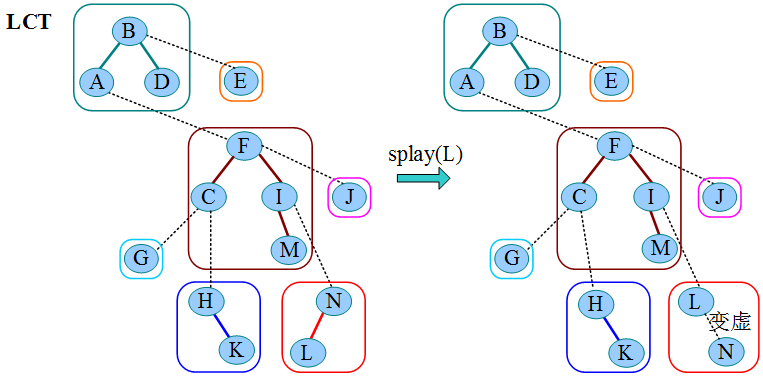 LCT
B
A
D
E
F
C
I
J
G
M
H
N
K
L
splay(L)
B
A
D
E
F
C
I
J
G
M
H
L
变虚
K
N